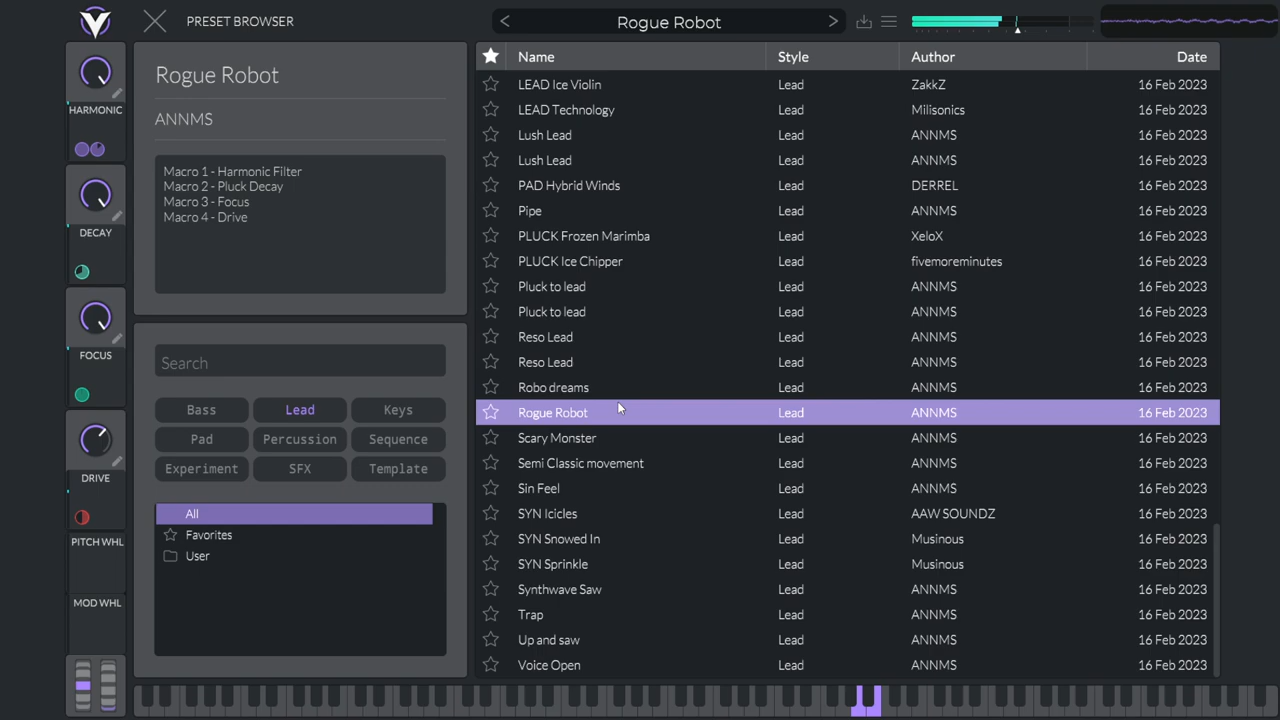 PRESET BROWSER
Rogue Robot
HARMONIC
DECAY
FOCUS
DRIVE
PITCH WHL
MOD WHL
Rogue Robot
ANNMS
Macro 1 - Harmonic Filter
Macro 2 - Pluck Decay
Macro 3 - Focus
Macro 4 - Drive
Search
Bass Lead Keys
Pad Percussion Sequence
Experiment SFX Template
All
Favorites
User
Name Style Author Date
LEAD Ice Violin Lead ZakkZ 16 Feb 2023
LEAD Technology Lead Milisonics 16 Feb 2023
Lush Lead Lead ANNMS 16 Feb 2023
Lush Lead Lead ANNMS 16 Feb 2023
PAD Hybrid Winds Lead DERREL 16 Feb 2023
Pipe Lead ANNMS 16 Feb 2023
PLUCK Frozen Marimba Lead XeloX 16 Feb 2023
PLUCK Ice Chipper Lead fivemoreminutes 16 Feb 2023
Pluck to lead Lead ANNMS 16 Feb 2023
Pluck to lead Lead ANNMS 16 Feb 2023
Reso Lead Lead ANNMS 16 Feb 2023
Reso Lead Lead ANNMS 16 Feb 2023
Robo dreams Lead ANNMS 16 Feb 2023
Rogue Robot Lead ANNMS 16 Feb 2023
Scary Monster Lead ANNMS 16 Feb 2023
Semi Classic movement Lead ANNMS 16 Feb 2023
Sin Feel Lead ANNMS 16 Feb 2023
SYN Icicles Lead AAW SOUNDZ 16 Feb 2023
SYN Snowed In Lead Musinous 16 Feb 2023
SYN Sprinkle Lead Musinous 16 Feb 2023
Synthwave Saw Lead ANNMS 16 Feb 2023
Trap Lead ANNMS 16 Feb 2023
Up and saw Lead ANNMS 16 Feb 2023
Voice Open Lead ANNMS 16 Feb 2023